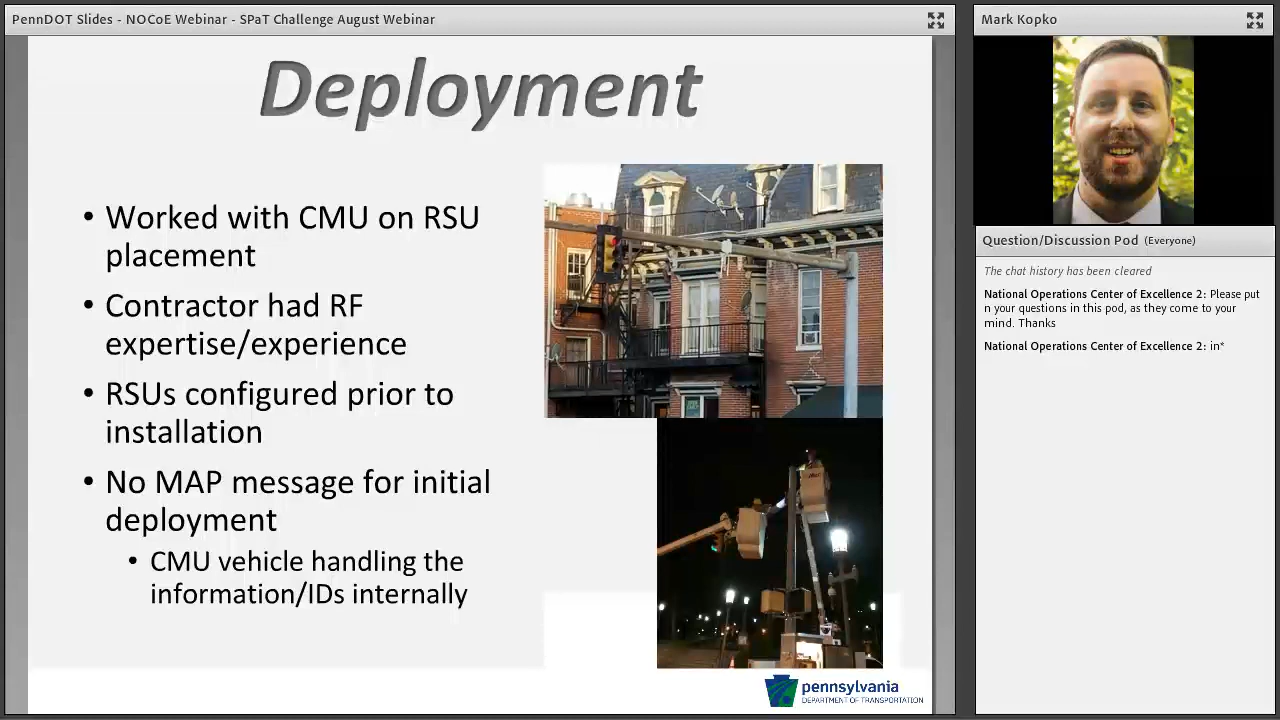 PennDOT Slides - NOCoE Webinar - SPaT Challenge August Webinar
Deployment
• Worked with CMU on RSU
placement
• Contractor had RF
expertise/experience
• RSUs configured prior to
installation
• No MAP message for initial
deployment
• CMU vehicle handling the
information/IDs internally
pennsylvania
DEPARTMENT OF TRANSPORTATION
Mark Kopko
Question/Discussion Pod (Everyone)
The chat history has been cleared
National Operations Center of Excellence 2: Please put
n your questions in this pod, as they come to your
mind. Thanks
National Operations Center of Excellence 2: in*